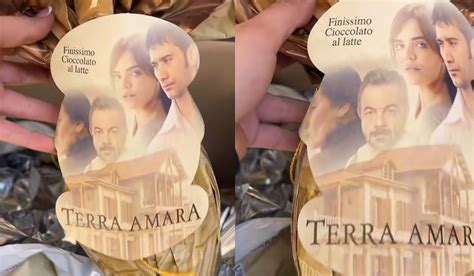 Finissimo
Cioccolato
al latte
TERRA AMARA
Finissimo
Cioccolato
al latte
TERRA AMARA